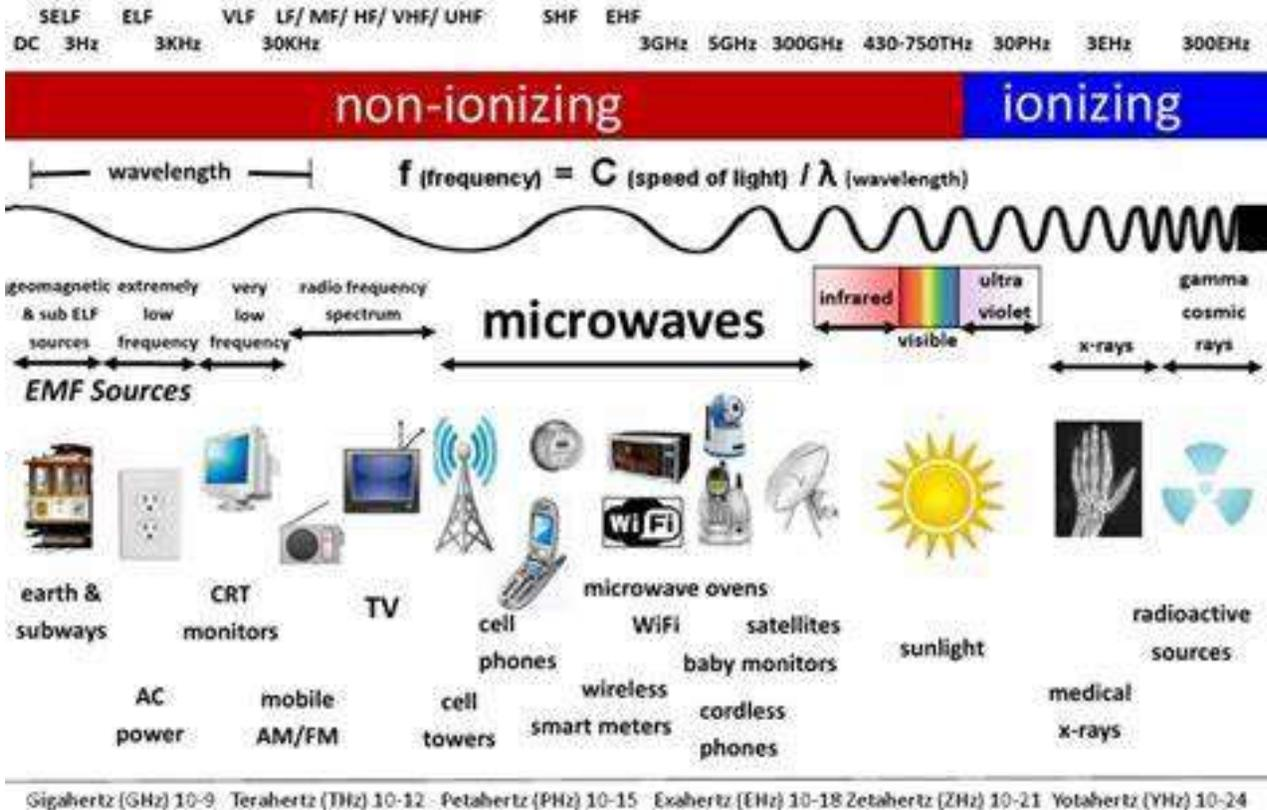 SELF ELF VLF LF/ MF/ HF/ VHF/ UHF SHF EHF
DC 3Hz 3KHz 30KHz 3GHz 5GHz 300GHz 430-750THz 30PHz 3EHz 300EHz
non-ionizing ionizing
wavelength f (frequency) = C (speed of light) / λ (wavelength)
geomagnetic
& sub ELF
sources
extremely
low
frequency
very
low
frequency
radio frequency
spectrum
microwaves
infrared
visible
ultra
violet
x-rays
gamma
cosmic
rays
EMF Sources
Wi Fi
earth &
subways
AC
power
CRT
monitors
mobile
AM/FM
TV
cell
phones
cell
towers
microwave ovens
WiFi
wireless
smart meters
satellites
baby monitors
cordless
phones
sunlight
medical
x-rays
radioactive
sources
Gigahertz (GHz) 10-9 Terahertz (THz) 10-12 Petahertz (PHz) 10-15 Exahertz (EHz) 10-18 Zetahertz (ZHz) 10-21 Yotahertz (YHz) 10-24